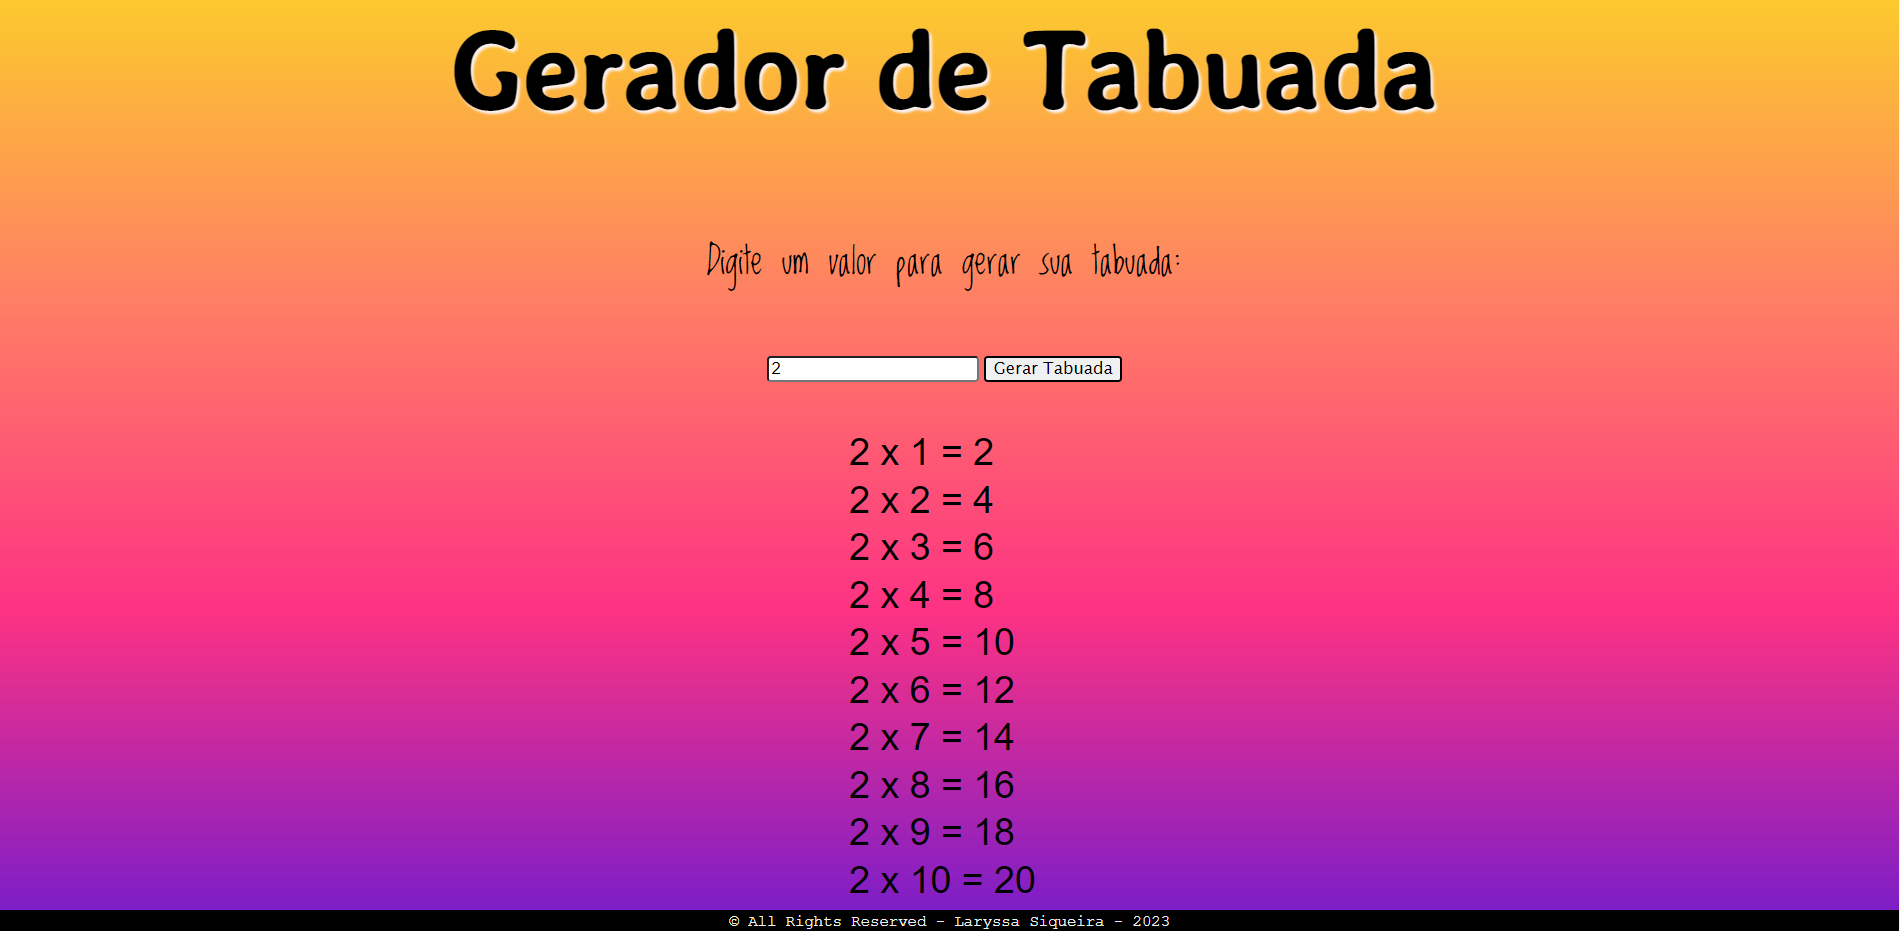 Gerador de Tabuada
Digite um valor para gerar sua tabuada:
2 Gerar Tabuada
2 x 1 = 2
2 x 2 = 4
2 x 3 = 6
2 x 4 = 8
2 x 5 = 10
2 x 6 = 12
2 x 7 = 14
2 x 8 = 16
2 x 9 = 18
2 x 10 = 20
© All Rights Reserved - Laryssa Siqueira - 2023